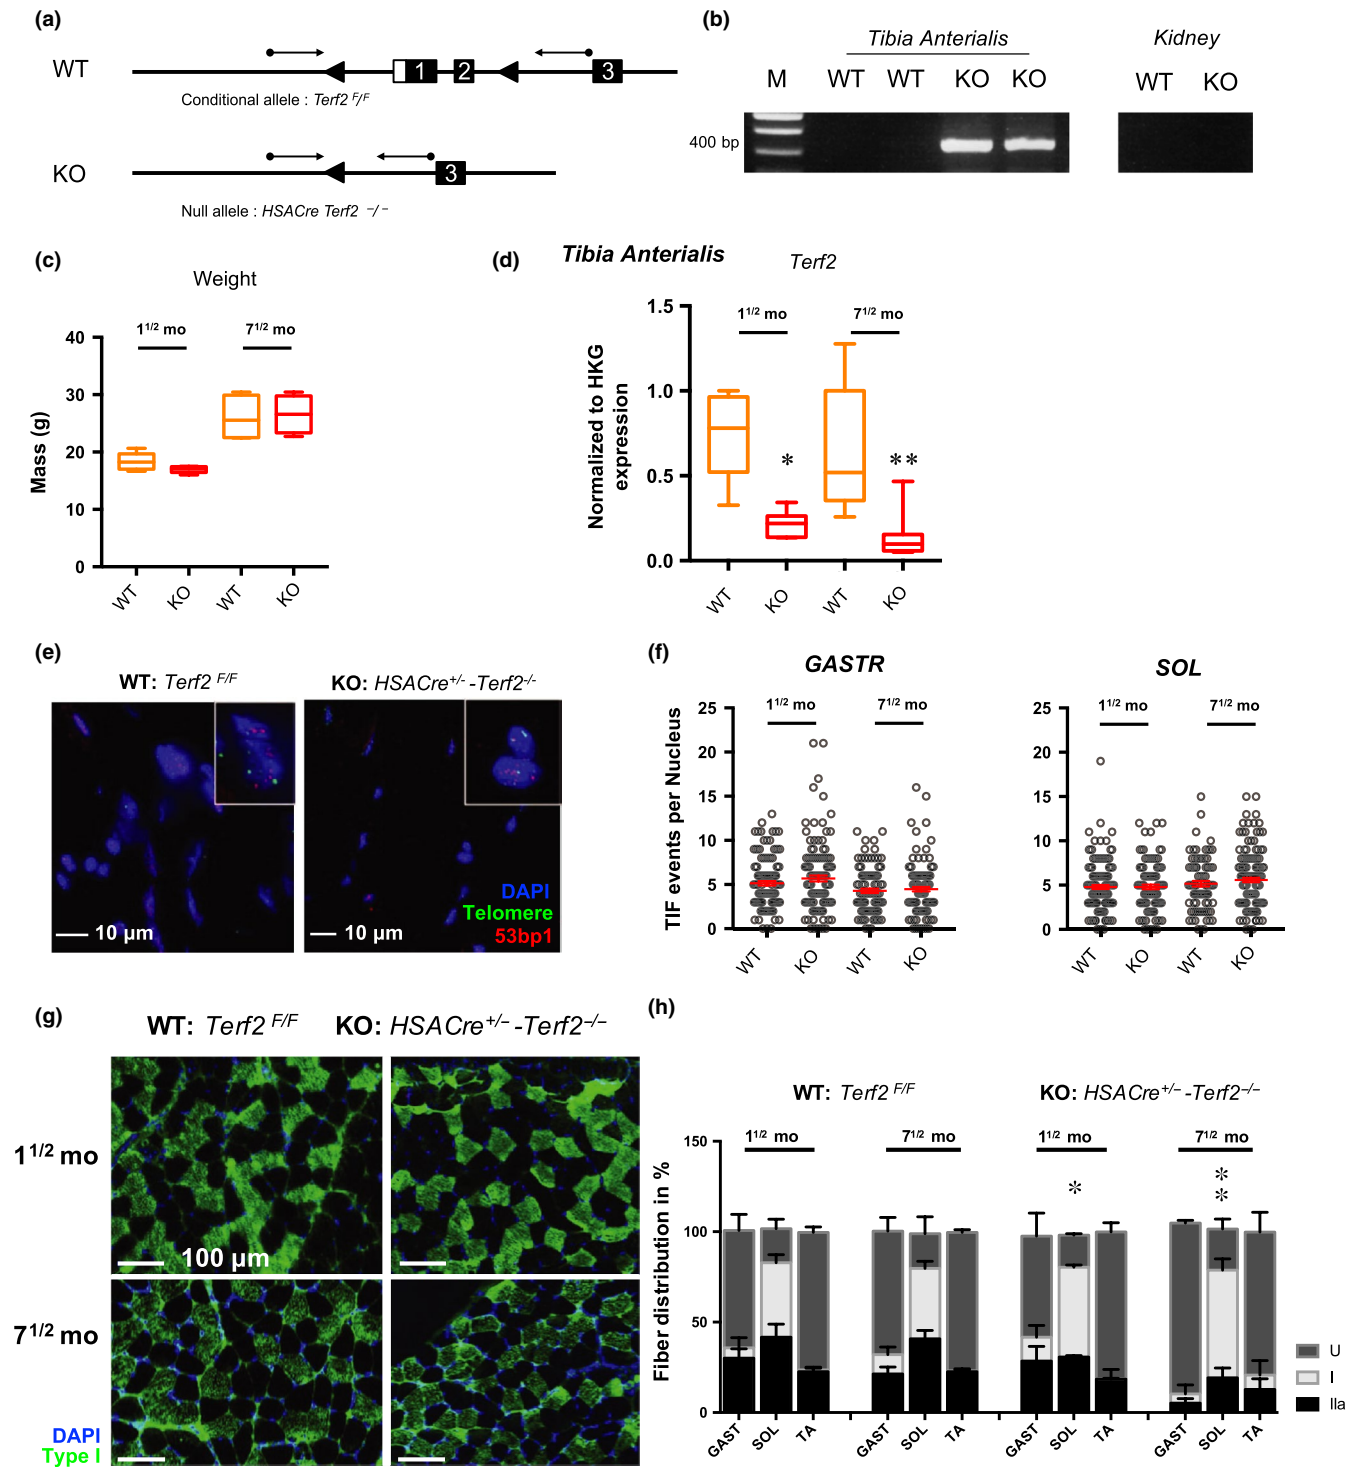 (a)
WT
1 2 3
Conditional allele : Terf2 F/F
KO
3
Null allele : HSACre Terf2 –/–
(b)
Tibia Anterialis
Kidney
M WT WT KO KO
WT KO
400 bp
(c)
Weight
1 1/2 mo
7 1/2 mo
Mass (g)
40
30
20
10
0
WT KO WT KO
(d)
Tibia Anterialis
Terf2
1 1/2 mo
7 1/2 mo
Normalized to HKG
expression
1.5
1.0
0.5
0.0
*
**
WT KO WT KO
(e)
WT: Terf2 F/F
KO: HSACre+/- -Terf2-/-
DAPI
Telomere
53bp1
10 µm
10 µm
(f)
GASTR
SOL
1 1/2 mo
7 1/2 mo
1 1/2 mo
7 1/2 mo
TIF events per Nucleus
25
20
15
10
5
0
WT KO WT KO
25
20
15
10
5
0
WT KO WT KO
(g)
WT: Terf2 F/F
KO: HSACre+/– -Terf2–/–
1 1/2 mo
100 µm
7 1/2 mo
DAPI
Type I
(h)
WT: Terf2 F/F
KO: HSACre+/– -Terf2–/–
1 1/2 mo
7 1/2 mo
1 1/2 mo
7 1/2 mo
*
*
*
Fiber distribution in %
150
100
50
0
GAST SOL TA
GAST SOL TA
GAST SOL TA
GAST SOL TA
U
I
IIa